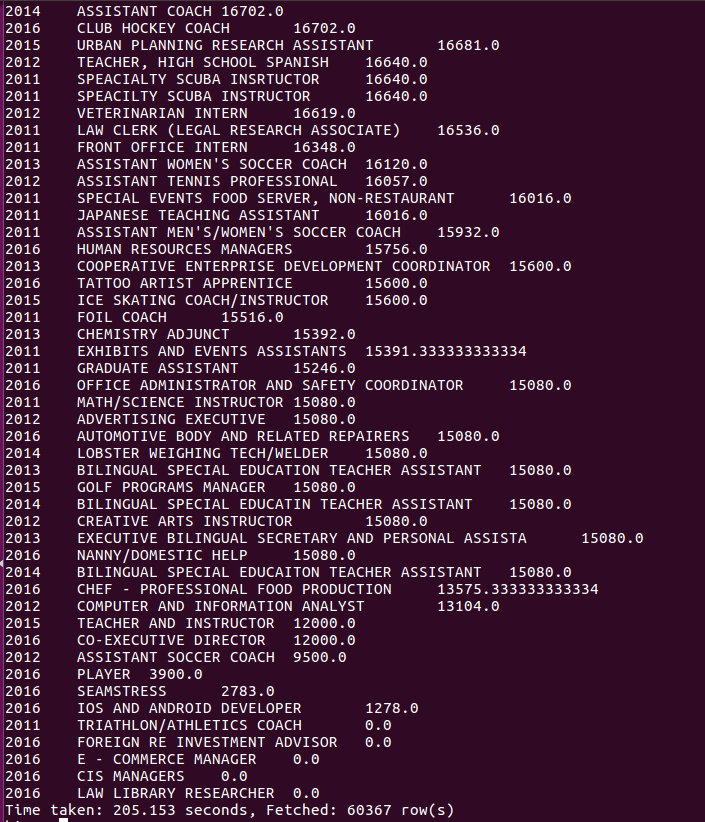 2014 ASSISTANT COACH 16702.0
2016 CLUB HOCKEY COACH 16702.0
2015 URBAN PLANNING RESEARCH ASSISTANT 16681.0
2012 TEACHER, HIGH SCHOOL SPANISH 16640.0
2011 SPEACIALTY SCUBA INSRTUCTOR 16640.0
2011 SPEACILTY SCUBA INSTRUCTOR 16640.0
2012 VETERINARIAN INTERN 16619.0
2011 LAW CLERK (LEGAL RESEARCH ASSOCIATE) 16536.0
2011 FRONT OFFICE INTERN 16348.0
2013 ASSISTANT WOMEN'S SOCCER COACH 16120.0
2012 ASSISTANT TENNIS PROFESSIONAL 16057.0
2011 SPECIAL EVENTS FOOD SERVER, NON-RESTAURANT 16016.0
2011 JAPANESE TEACHING ASSISTANT 16016.0
2011 ASSISTANT MEN'S/WOMEN'S SOCCER COACH 15932.0
2016 HUMAN RESOURCES MANAGERS 15756.0
2013 COOPERATIVE ENTERPRISE DEVELOPMENT COORDINATOR 15600.0
2016 TATTOO ARTIST APPRENTICE 15600.0
2015 ICE SKATING COACH/INSTRUCTOR 15600.0
2011 FOIL COACH 15516.0
2013 CHEMISTRY ADJUNCT 15392.0
2011 EXHIBITS AND EVENTS ASSISTANTS 15391.333333333334
2011 GRADUATE ASSISTANT 15246.0
2016 OFFICE ADMINISTRATOR AND SAFETY COORDINATOR 15080.0
2011 MATH/SCIENCE INSTRUCTOR 15080.0
2012 ADVERTISING EXECUTIVE 15080.0
2016 AUTOMOTIVE BODY AND RELATED REPAIRERS 15080.0
2014 LOBSTER WEIGHING TECH/WELDER 15080.0
2013 BILINGUAL SPECIAL EDUCATION TEACHER ASSISTANT 15080.0
2015 GOLF PROGRAMS MANAGER 15080.0
2014 BILINGUAL SPECIAL EDUCATIN TEACHER ASSISTANT 15080.0
2012 CREATIVE ARTS INSTRUCTOR 15080.0
2013 EXECUTIVE BILINGUAL SECRETARY AND PERSONAL ASSISTA 15080.0
2016 NANNY/DOMESTIC HELP 15080.0
2014 BILINGUAL SPECIAL EDUCAITON TEACHER ASSISTANT 15080.0
2016 CHEF - PROFESSIONAL FOOD PRODUCTION 13575.333333333334
2012 COMPUTER AND INFORMATION ANALYST 13104.0
2015 TEACHER AND INSTRUCTOR 12000.0
2016 CO-EXECUTIVE DIRECTOR 12000.0
2012 ASSISTANT SOCCER COACH 9500.0
2016 PLAYER 3900.0
2016 SEAMSTRESS 2783.0
2016 IOS AND ANDROID DEVELOPER 1278.0
2011 TRIATHLON/ATHLETICS COACH 0.0
2016 FOREIGN RE INVESTMENT ADVISOR 0.0
2016 E - COMMERCE MANAGER 0.0
2016 CIS MANAGERS 0.0
2016 LAW LIBRARY RESEARCHER 0.0
Time taken: 205.153 seconds, Fetched: 60367 row(s)